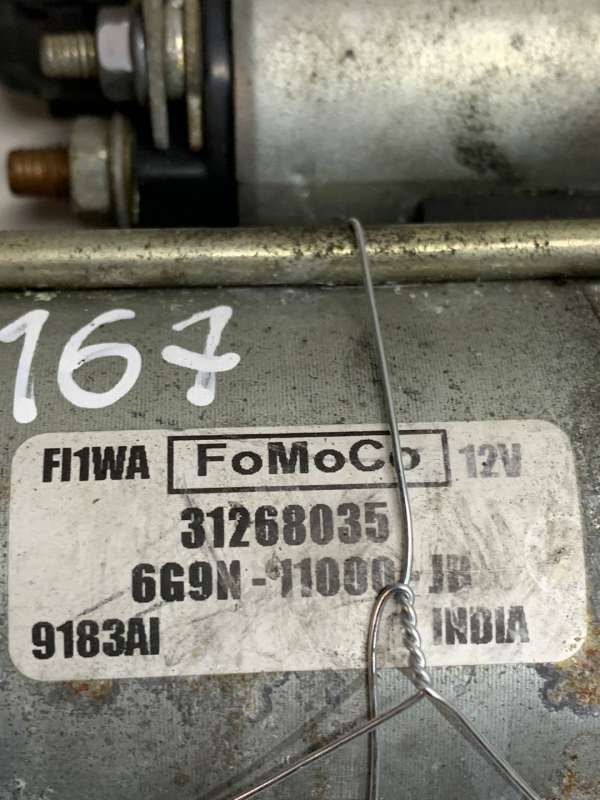 167
FI1WA FoMoCo 12V
31268035
6G9N-11000-JB
9183AI INDIA